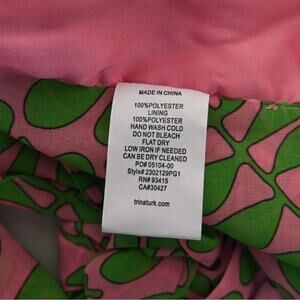 MADE IN CHINA
100%POLYESTER
LINING
100%POLYESTER
HAND WASH COLD
DO NOT BLEACH
FLAT DRY
LOW IRON IF NEEDED
CAN BE DRY CLEANED
PO# 05104-00
Style# 2302129PG1
RN# 93415
CA#30427
trinaturk.com